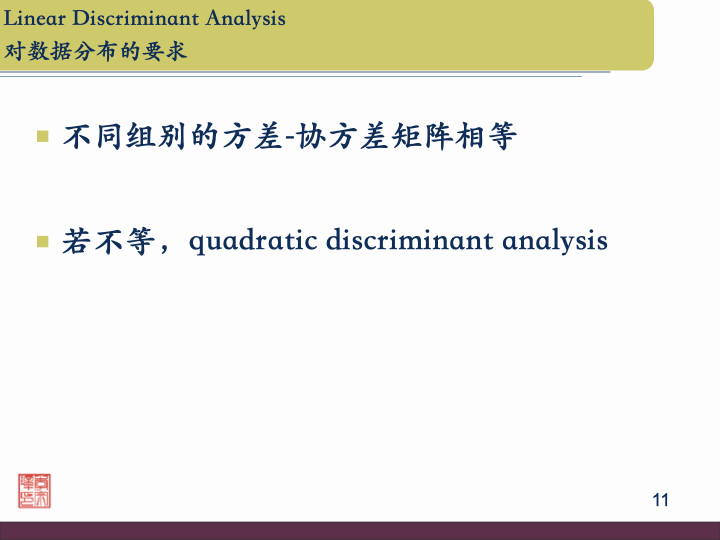 Linear Discriminant Analysis
对数据分布的要求
不同组别的方差-协方差矩阵相等
若不等，quadratic discriminant analysis
11